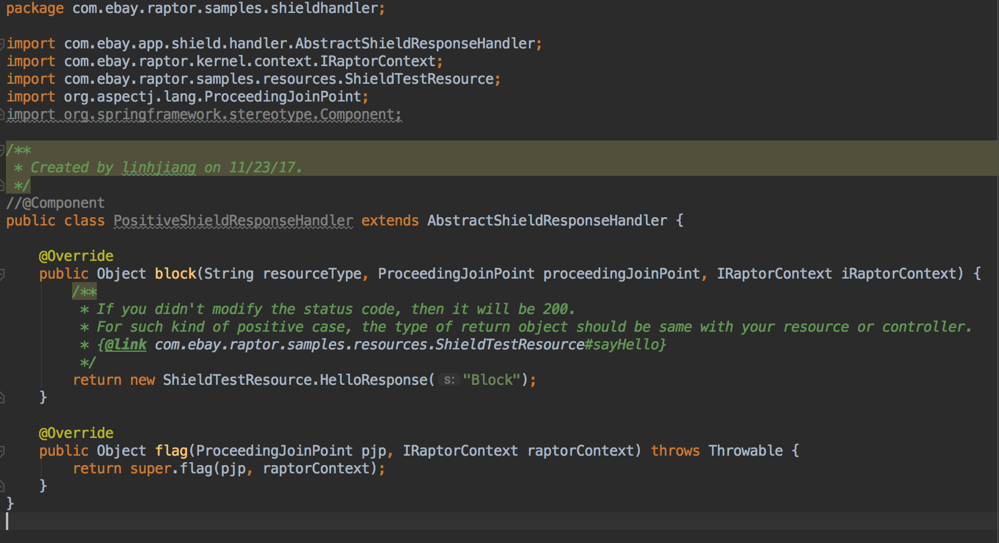 package com.ebay.raptor.samples.shieldhandler;
import com.ebay.app.shield.handler.AbstractShieldResponseHandler;
import com.ebay.raptor.kernel.context.IRaptorContext;
import com.ebay.raptor.samples.resources.ShieldTestResource;
import org.aspectj.lang.ProceedingJoinPoint;
import org.springframework.stereotype.Component;
/**
 * Created by linhjiang on 11/23/17.
 */
//@Component
public class PositiveShieldResponseHandler extends AbstractShieldResponseHandler {
    @Override
    public Object block(String resourceType, ProceedingJoinPoint proceedingJoinPoint, IRaptorContext iRaptorContext) {
        /**
         * If you didn't modify the status code, then it will be 200.
         * For such kind of positive case, the type of return object should be same with your resource or controller.
         * {@link com.ebay.raptor.samples.resources.ShieldTestResource#sayHello}
         */
        return new ShieldTestResource.HelloResponse( s: "Block");
    }
    @Override
    public Object flag(ProceedingJoinPoint pjp, IRaptorContext raptorContext) throws Throwable {
        return super.flag(pjp, raptorContext);
    }
}